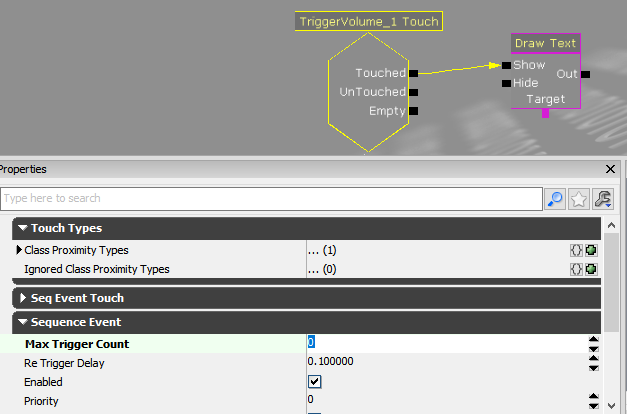 TriggerVolume_1 Touch
Draw Text
Touched
Show
Out
UnTouched
Hide
Empty
Target
Properties
Type here to search
Touch Types
Class Proximity Types ... (1)
Ignored Class Proximity Types ... (0)
Seq Event Touch
Sequence Event
Max Trigger Count 0
Re Trigger Delay 0.100000
Enabled
Priority 0